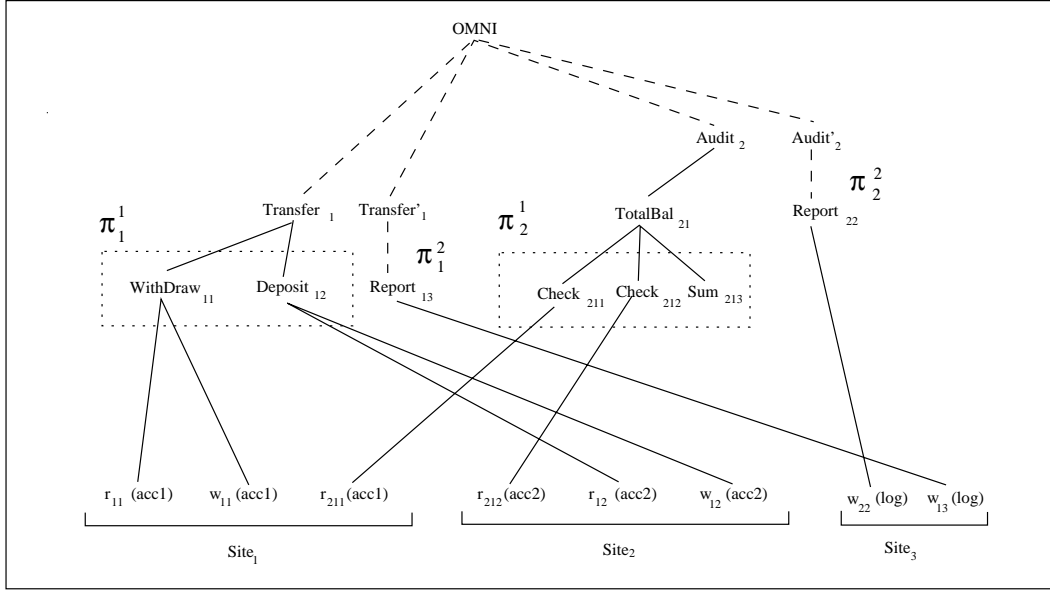 OMNI
Audit 2 Audit'2
π 2 2
π 1 1 Transfer 1 Transfer'1 π 1 2 TotalBal 21 Report 22
π 1 2
WithDraw 11 Deposit 12 Report 13 Check 211 Check 212 Sum 213
r11 (acc1) w11 (acc1) r211 (acc1) r212 (acc2) r12 (acc2) w12 (acc2) w22 (log) w13 (log)
Site1 Site2 Site3